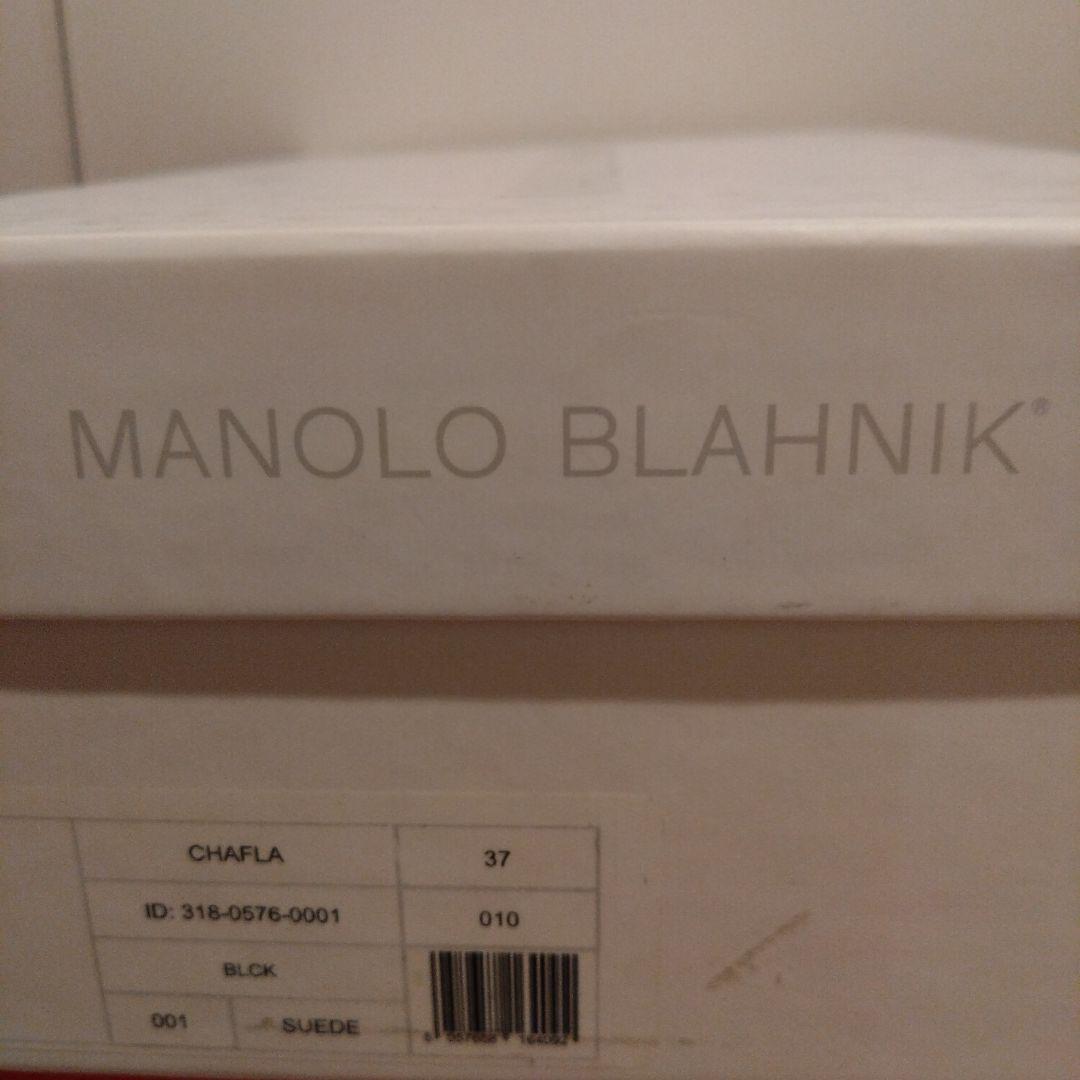 MANOLO BLAHNIK®
CHAFLA 37
ID: 318-0576-0001 010
BLCK
001 SUEDE